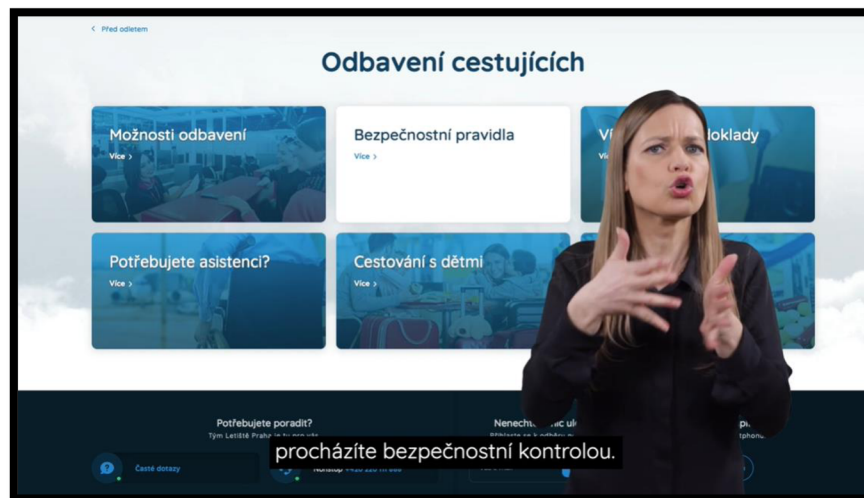 Před odletem
Odbavení cestujících
Možnosti odbavení
Více >
Bezpečnostní pravidla
Více >
Potřebujete asistenci?
Více >
Cestování s dětmi
Více >
Potřebujete poradit?
Tým Letiště Praha je tu pro vás
Časté dotazy
Nonstop
procházíte bezpečnostní kontrolou.